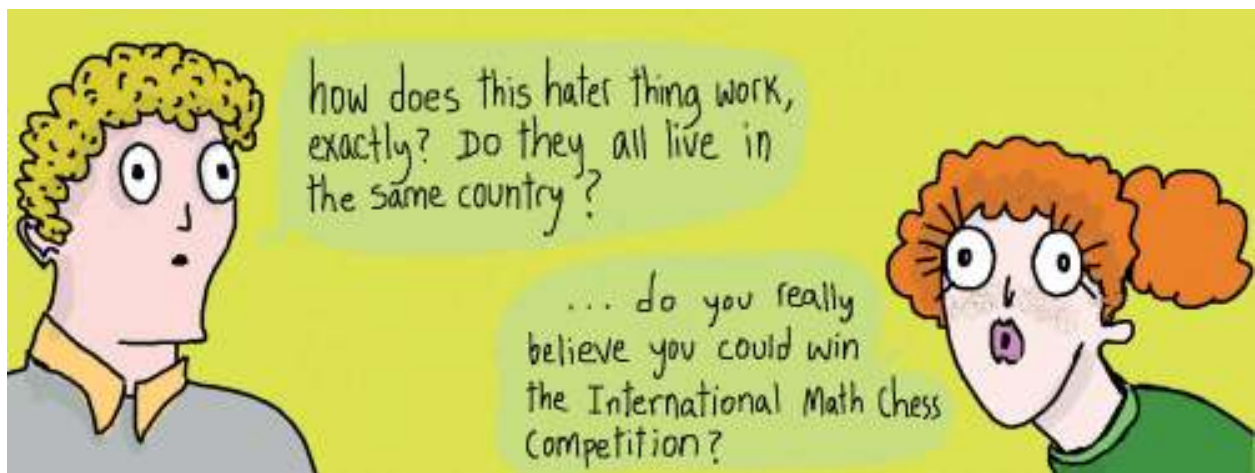 how does this hater thing work,
exactly? Do they all live in
the same country?
... do you really
believe you could win
the International Math Chess
Competition?